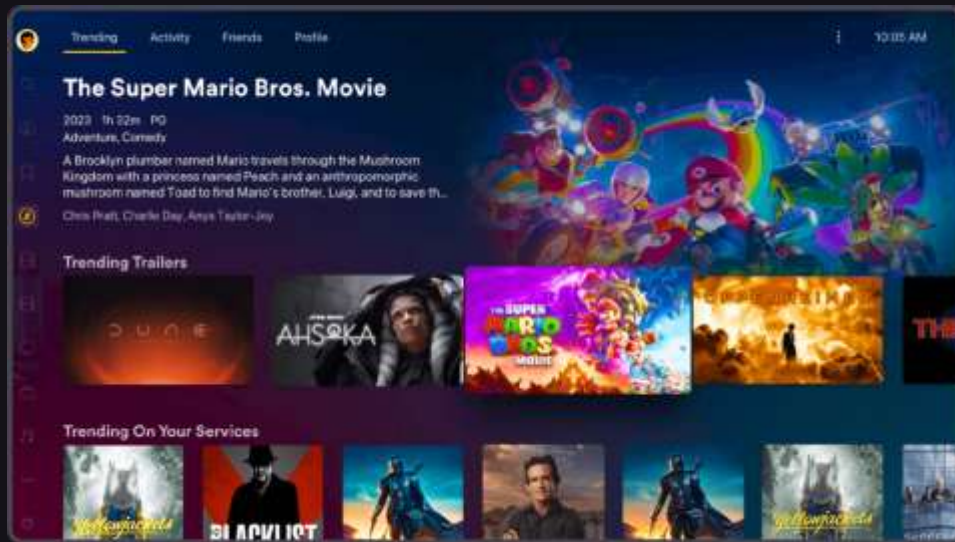 Trending Activity Friends Profile 10:05 AM
The Super Mario Bros. Movie
2023 1h 32m PG
Adventure, Comedy
A Brooklyn plumber named Mario travels through the Mushroom
Kingdom with a princess named Peach and an anthropomorphic
mushroom named Toad to find Mario's brother, Luigi, and to save th...
Chris Pratt, Charlie Day, Anya Taylor-Joy
Trending Trailers
DUNE
AHSOKA
THE SUPER
MARIO
BROS.
MOVIE
OPPENHEIMER
Trending On Your Services
Yellowjackets
BLACKLIST
Yellowjackets